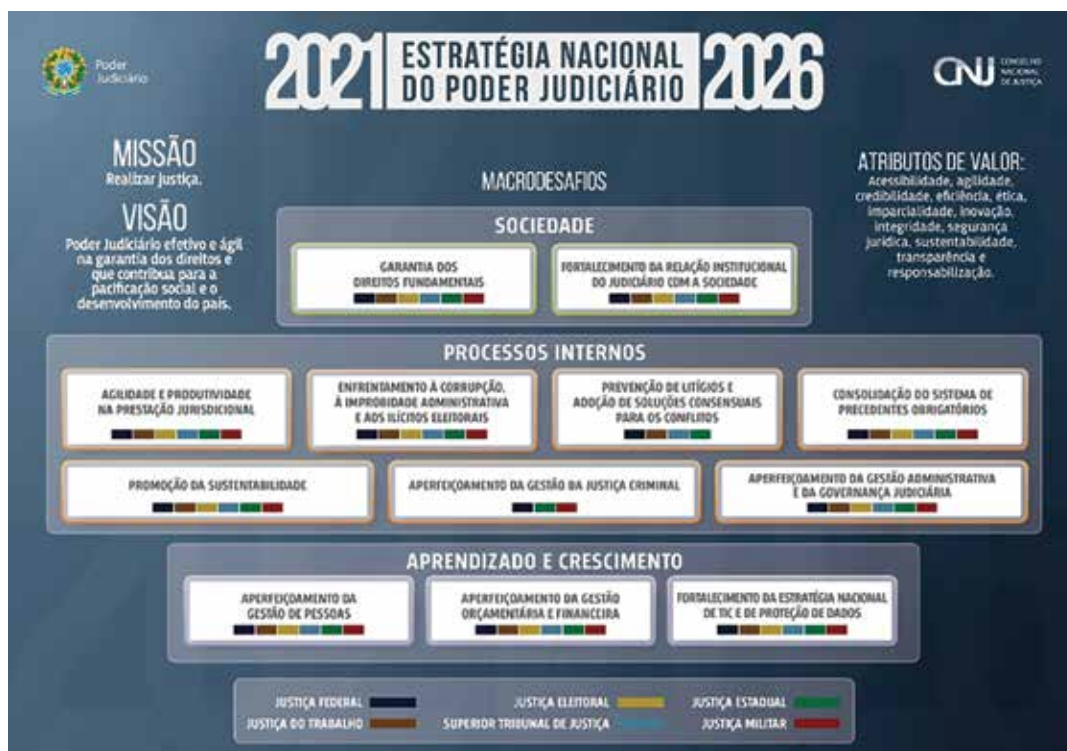 Poder
Judiciário
2021 ESTRATÉGIA NACIONAL
DO PODER JUDICIÁRIO 2026
CNJ CONSELHO
NACIONAL
DE JUSTIÇA
MISSÃO
Realizar justiça.
VISÃO
Poder Judiciário efetivo e ágil
na garantia dos direitos e
que contribua para a
pacificação social e o
desenvolvimento do país.
MACRODESAFIOS
ATRIBUTOS DE VALOR:
Acessibilidade, agilidade,
credibilidade, eficiência, ética,
imparcialidade, inovação,
integridade, segurança
jurídica, sustentabilidade,
transparência e
responsabilização.
SOCIEDADE
GARANTIA DOS
DIREITOS FUNDAMENTAIS
FORTALECIMENTO DA RELAÇÃO INSTITUCIONAL
DO JUDICIÁRIO COM A SOCIEDADE
PROCESSOS INTERNOS
AGILIDADE E PRODUTIVIDADE
NA PRESTAÇÃO JURISDICIONAL
ENFRENTAMENTO À CORRUPÇÃO,
À IMPROBIDADE ADMINISTRATIVA
E AOS ILÍCITOS ELEITORAIS
PREVENÇÃO DE LITÍGIOS E
ADOÇÃO DE SOLUÇÕES CONSENSUAIS
PARA OS CONFLITOS
CONSOLIDAÇÃO DO SISTEMA DE
PRECEDENTES OBRIGATÓRIOS
PROMOÇÃO DA SUSTENTABILIDADE
APERFEIÇOAMENTO DA GESTÃO DA JUSTIÇA CRIMINAL
APERFEIÇOAMENTO DA GESTÃO ADMINISTRATIVA
E DA GOVERNANÇA JUDICIÁRIA
APRENDIZADO E CRESCIMENTO
APERFEIÇOAMENTO DA
GESTÃO DE PESSOAS
APERFEIÇOAMENTO DA GESTÃO
ORÇAMENTÁRIA E FINANCEIRA
FORTALECIMENTO DA ESTRATÉGIA NACIONAL
DE TIC E DE PROTEÇÃO DE DADOS
JUSTIÇA FEDERAL
JUSTIÇA ELEITORAL
JUSTIÇA ESTADUAL
JUSTIÇA DO TRABALHO
SUPERIOR TRIBUNAL DE JUSTIÇA
JUSTIÇA MILITAR